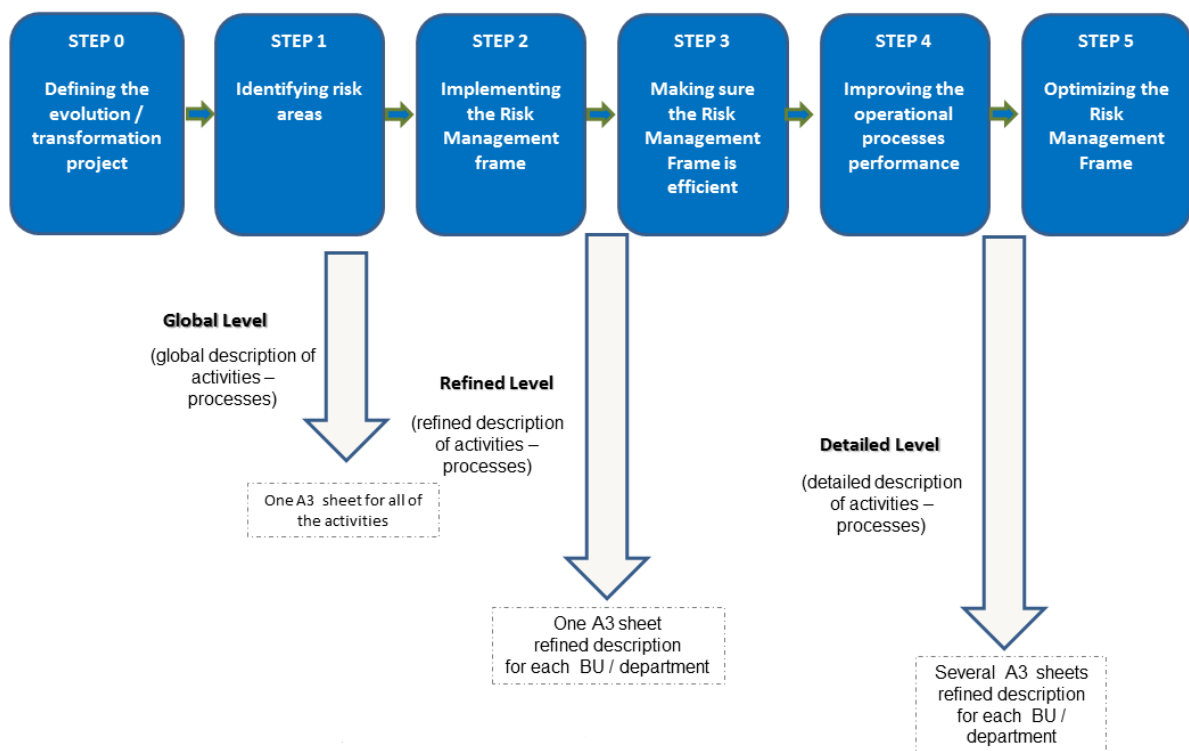 STEP 0
Defining the
evolution /
transformation
project
STEP 1
Identifying risk
areas
STEP 2
Implementing
the Risk
Management
frame
STEP 3
Making sure
the Risk
Management
Frame is
efficient
STEP 4
Improving the
operational
processes
performance
STEP 5
Optimizing the
Risk
Management
Frame
Global Level
(global description of
activities –
processes)
One A3 sheet for all of
the activities
Refined Level
(refined description
of activities –
processes)
One A3 sheet
refined description
for each BU / department
Detailed Level
(detailed description
of activities –
processes)
Several A3 sheets
refined description
for each BU /
department